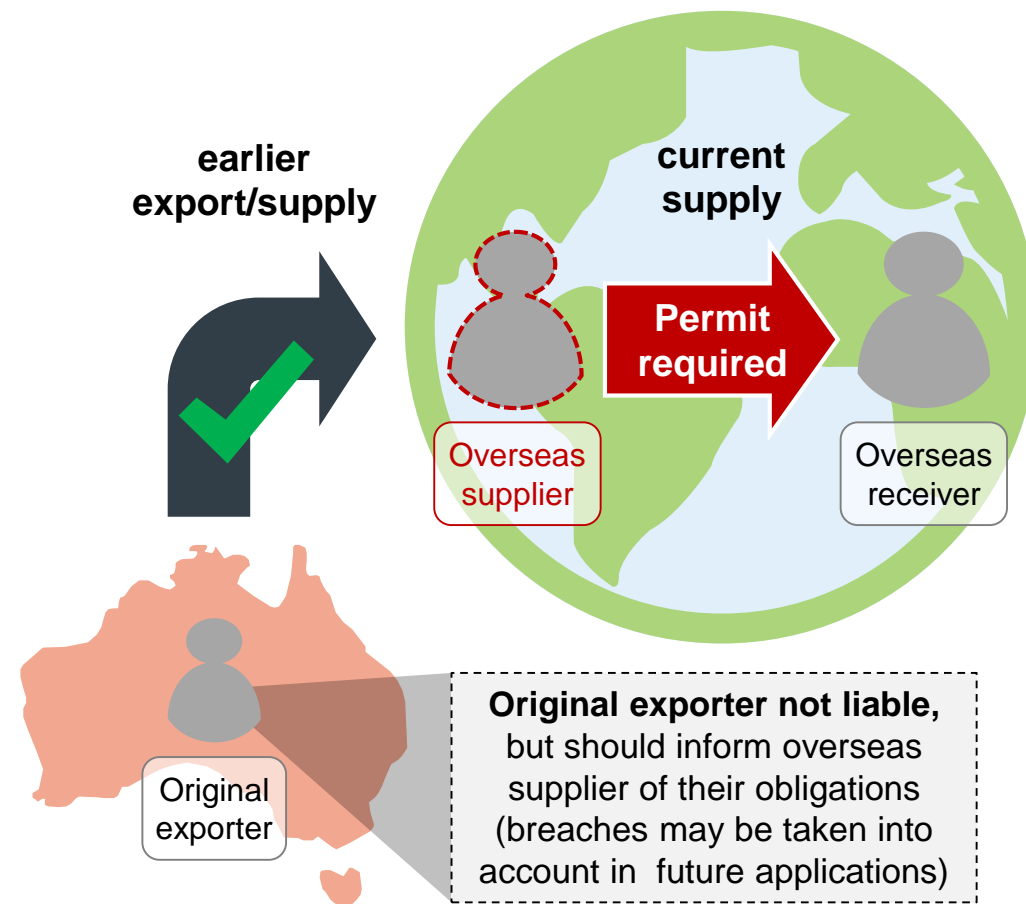 earlier
export/supply
current
supply
Permit
required
Overseas
supplier
Overseas
receiver
Original
exporter
Original exporter not liable,
but should inform overseas
supplier of their obligations
(breaches may be taken into
account in  future applications)